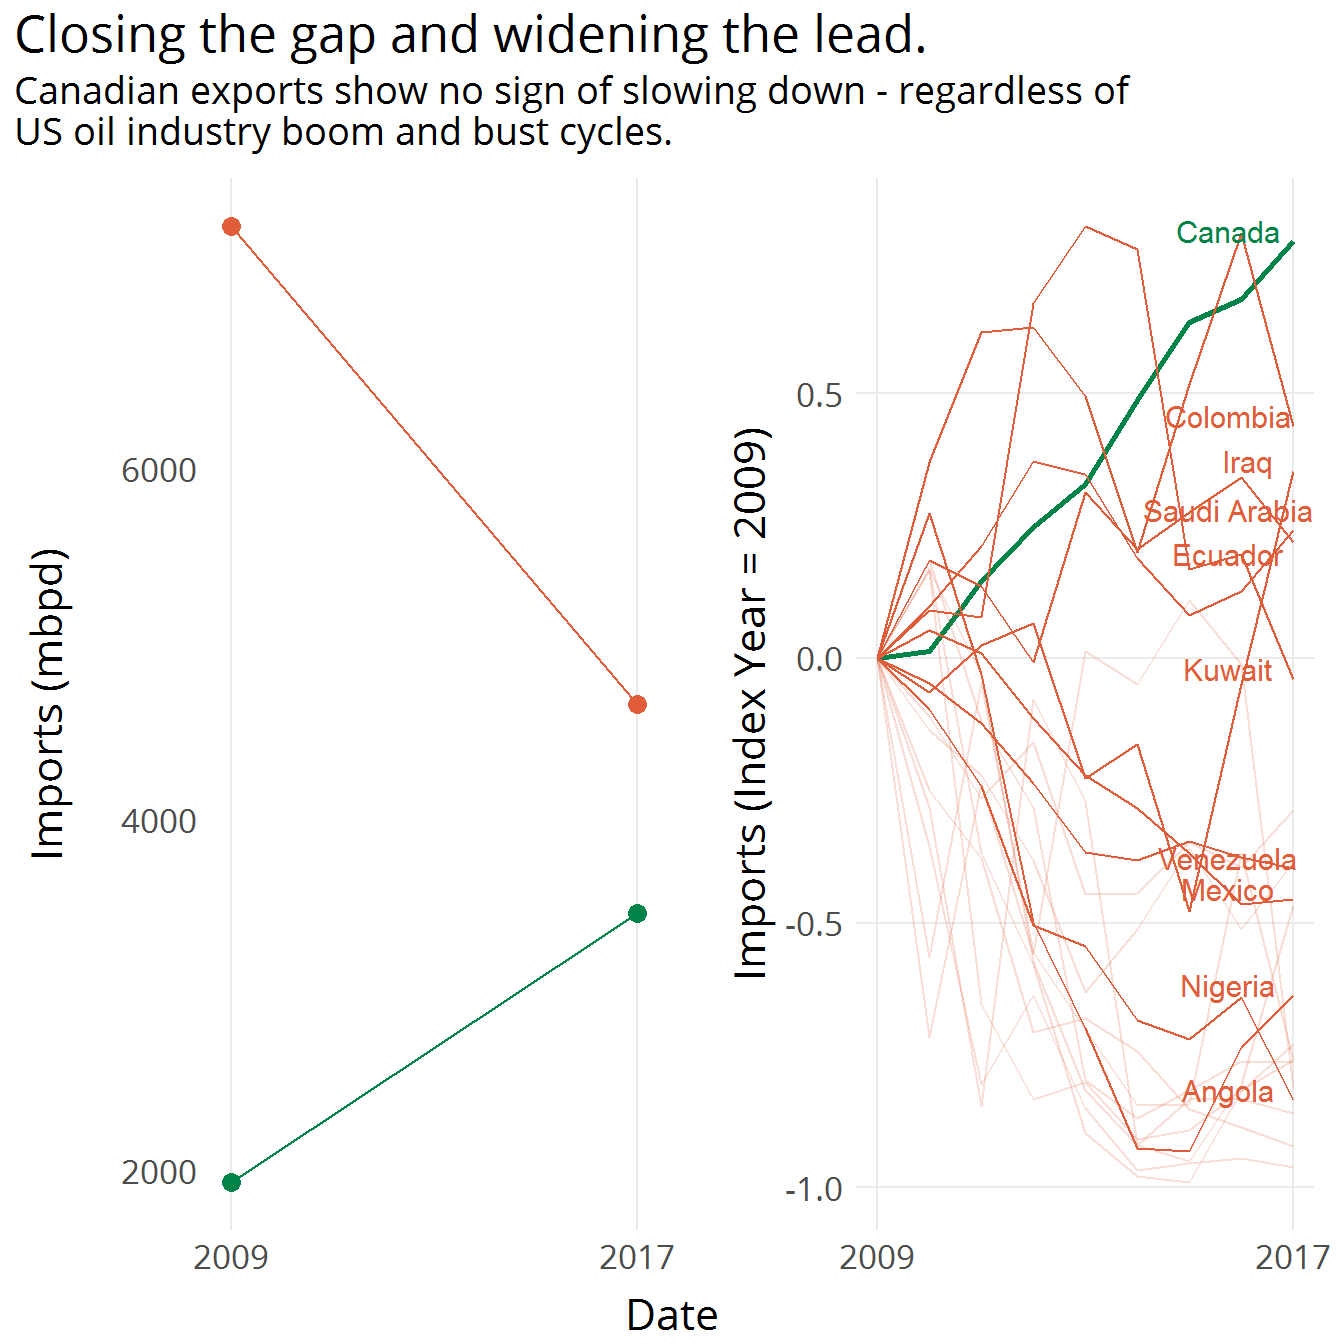 Closing the gap and widening the lead.
Canadian exports show no sign of slowing down - regardless of
US oil industry boom and bust cycles.
Imports (mbpd)
6000
4000
2000
2009
2017
Imports (Index Year = 2009)
0.5
0.0
-0.5
-1.0
Canada
Colombia
Iraq
Saudi Arabia
Ecuador
Kuwait
Venezuela
Mexico
Nigeria
Angola
2009
2017
Date